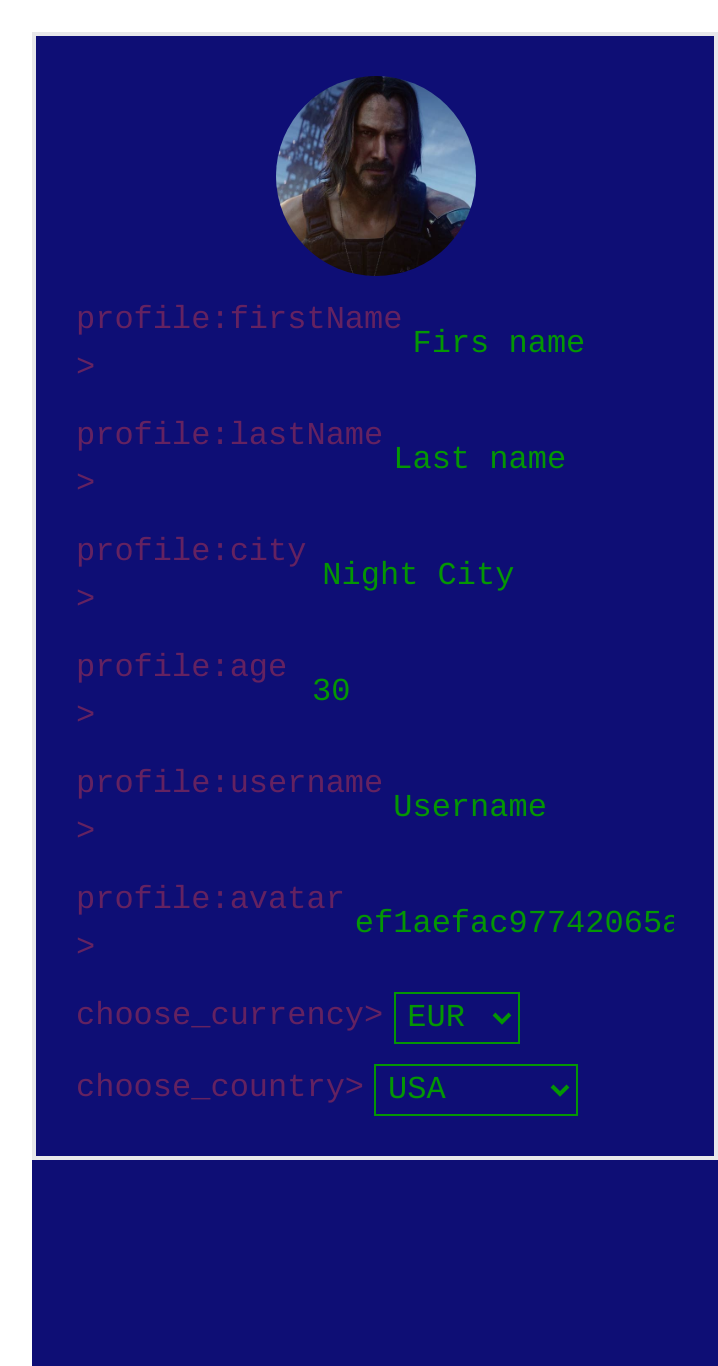 profile:firstName
> Firs name
profile:lastName
> Last name
profile:city
> Night City
profile:age
> 30
profile:username
> Username
profile:avatar
> ef1aefac97742065a
choose_currency> EUR
choose_country> USA